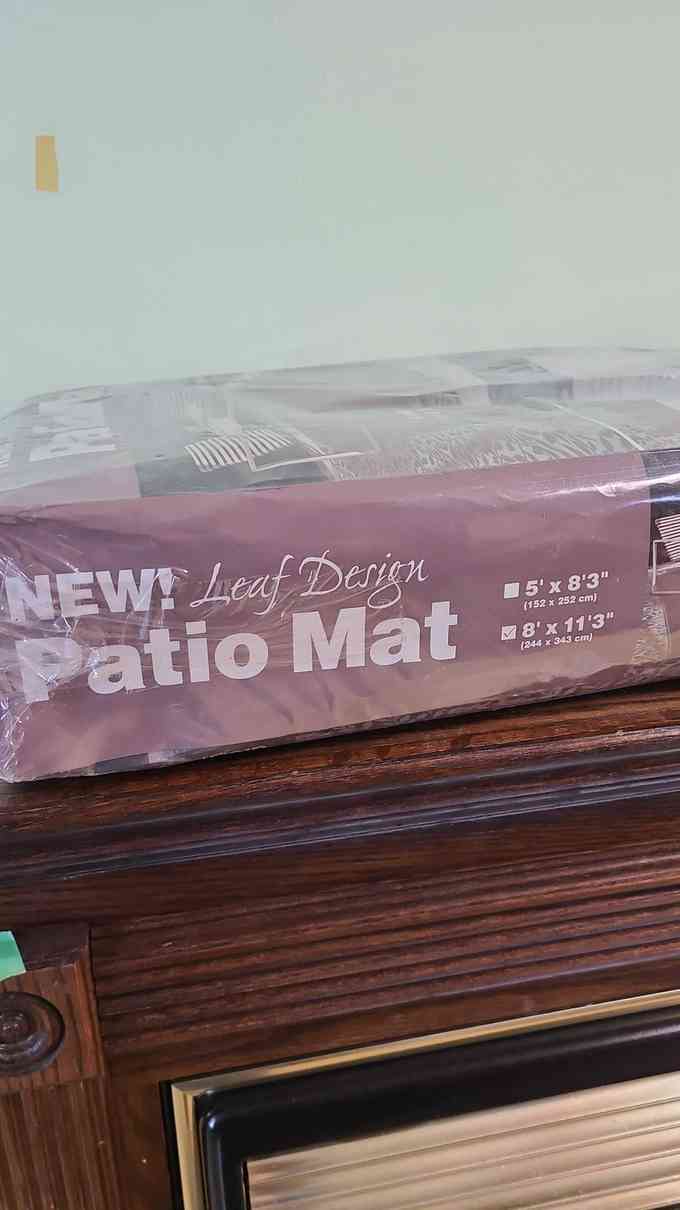 NEW! Leaf Design
Patio Mat
5' x 8'3"
(152 x 252 cm)
8' x 11'3"
(244 x 343 cm)